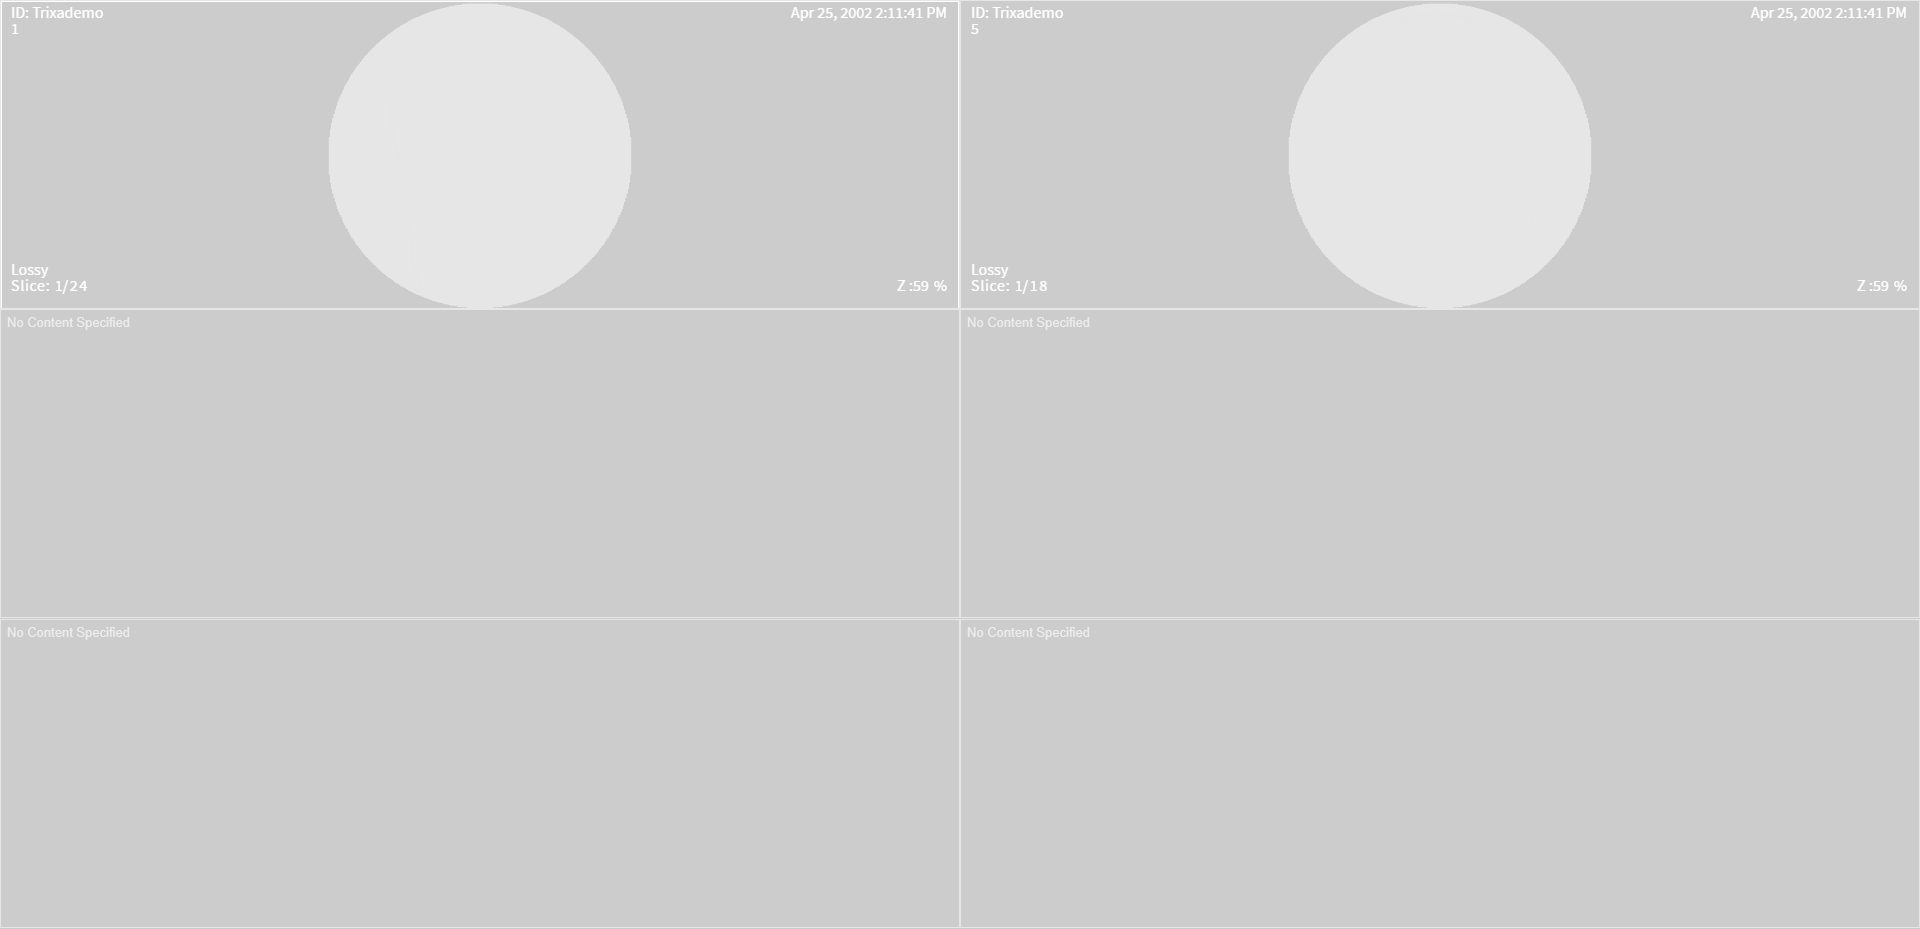 ID: Trixademo
1
Apr 25, 2002 2:11:41 PM
Lossy
Slice: 1/24
Z :59 %
ID: Trixademo
5
Apr 25, 2002 2:11:41 PM
Lossy
Slice: 1/18
Z :59 %
No Content Specified
No Content Specified
No Content Specified
No Content Specified